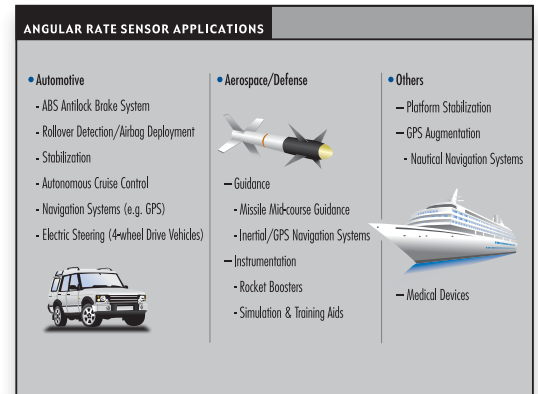 ANGULAR RATE SENSOR APPLICATIONS
• Automotive
- ABS Antilock Brake System
- Rollover Detection/Airbag Deployment
- Stabilization
- Autonomous Cruise Control
- Navigation Systems (e.g. GPS)
- Electric Steering (4-wheel Drive Vehicles)
• Aerospace/Defense
– Guidance
- Missile Mid-course Guidance
- Inertial/GPS Navigation Systems
– Instrumentation
- Rocket Boosters
- Simulation & Training Aids
• Others
– Platform Stabilization
– GPS Augmentation
- Nautical Navigation Systems
– Medical Devices